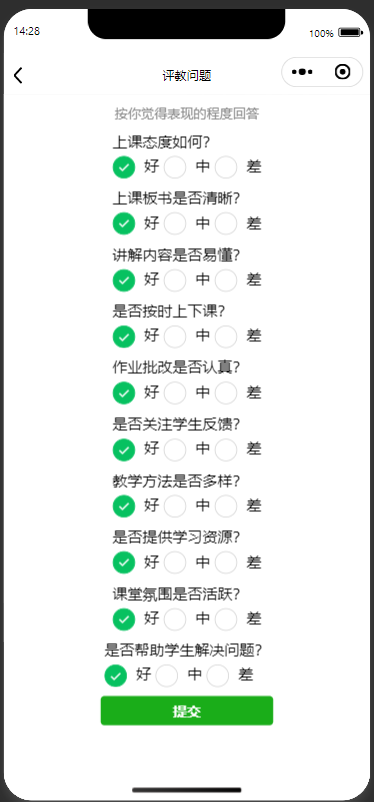 14:28
100%
评教问题
按你觉得表现的程度回答
上课态度如何?
好 中 差
上课板书是否清晰?
好 中 差
讲解内容是否易懂?
好 中 差
是否按时上下课?
好 中 差
作业批改是否认真?
好 中 差
是否关注学生反馈?
好 中 差
教学方法是否多样?
好 中 差
是否提供学习资源?
好 中 差
课堂氛围是否活跃?
好 中 差
是否帮助学生解决问题?
好 中 差
提交